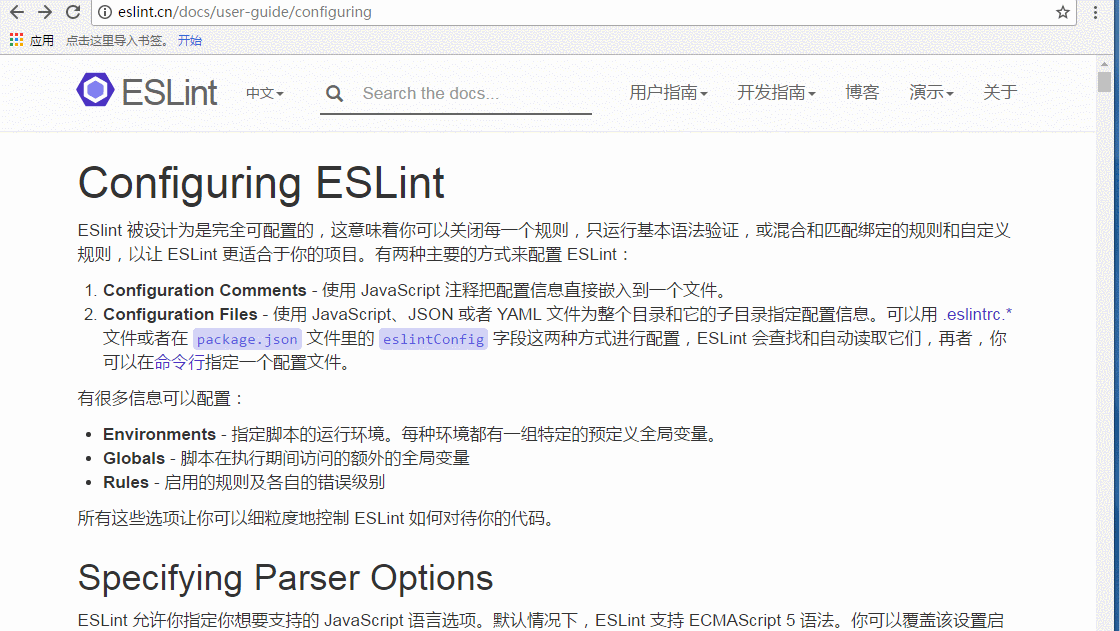 eslint.cn/docs/user-guide/configuring
应用 点击这里导入书签。 开始
ESLint 中文 Search the docs... 用户指南 开发指南 博客 演示 关于
Configuring ESLint
ESlint 被设计为是完全可配置的，这意味着你可以关闭每一个规则，只运行基本语法验证，或混合和匹配绑定的规则和自定义
规则，以让 ESLint 更适合于你的项目。有两种主要的方式来配置 ESLint：
1. Configuration Comments - 使用 JavaScript 注释把配置信息直接嵌入到一个文件。
2. Configuration Files - 使用 JavaScript、JSON 或者 YAML 文件为整个目录和它的子目录指定配置信息。可以用 .eslintrc.*
文件或者在 package.json 文件里的 eslintConfig 字段这两种方式进行配置，ESLint 会查找和自动读取它们，再者，你
可以在命令行指定一个配置文件。
有很多信息可以配置：
• Environments - 指定脚本的运行环境。每种环境都有一组特定的预定义全局变量。
• Globals - 脚本在执行期间访问的额外的全局变量
• Rules - 启用的规则及各自的错误级别
所有这些选项让你可以细粒度地控制 ESLint 如何对待你的代码。
Specifying Parser Options
ESLint 允许你指定你想要支持的 JavaScript 语言选项。默认情况下，ESLint 支持 ECMAScript 5 语法。你可以覆盖该设置启